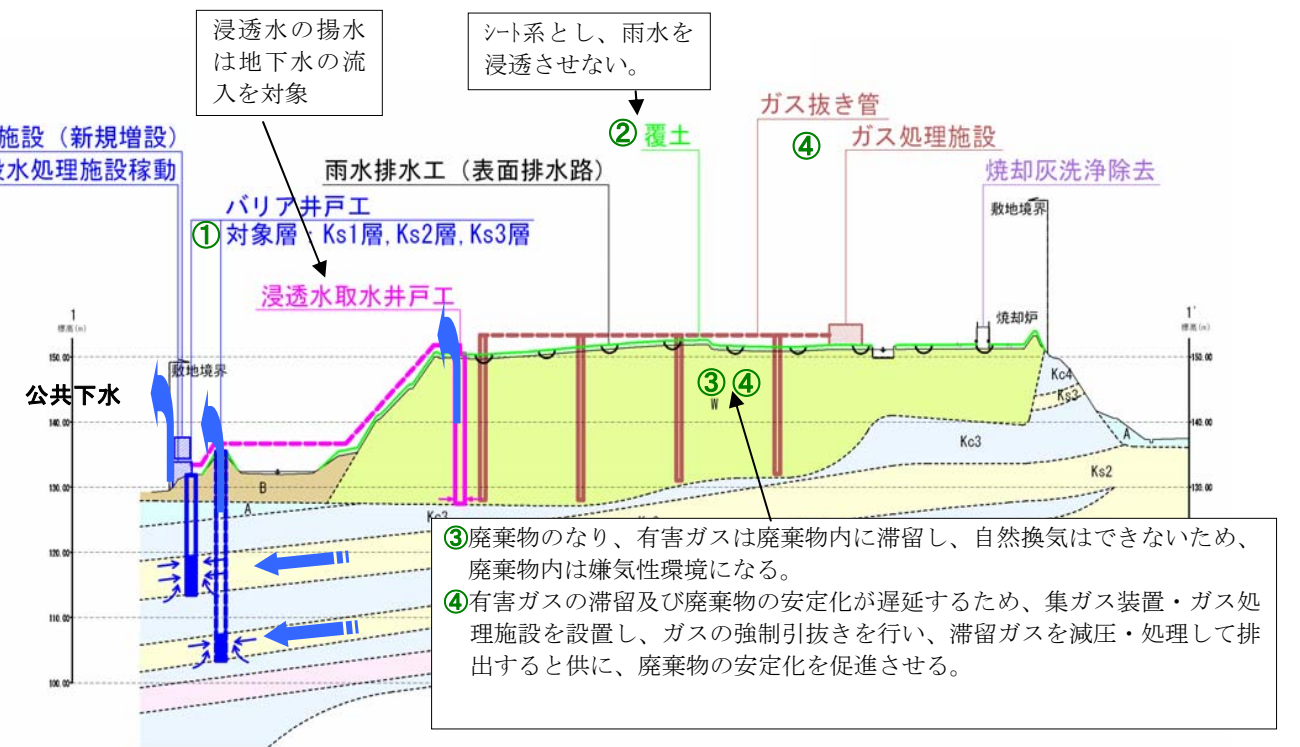 浸透水の揚水
は地下水の流
入を対象
ｼｰﾄ系とし、雨水を
浸透させない。
施設（新規増設）
水処理施設稼動
②覆土
ガス抜き管
④
ガス処理施設
雨水排水工（表面排水路）
焼却灰洗浄除去
バリア井戸工
①対象層・Ks1層,Ks2層,Ks3層
敷地境界
浸透水取水井戸工
焼却炉
1
標高(m)
1'
標高(m)
150.00
150.00
敷地境界
公共下水
③④
W
Kc4
Ks3
140.00
140.00
A
Kc3
Ks2
B
130.00
130.00
A
Kc3
③廃棄物のなり、有害ガスは廃棄物内に滞留し、自然換気はできないため、
廃棄物内は嫌気性環境になる。
④有害ガスの滞留及び廃棄物の安定化が遅延するため、集ガス装置・ガス処
理施設を設置し、ガスの強制引抜きを行い、滞留ガスを減圧・処理して排
出すると供に、廃棄物の安定化を促進させる。
120.00
110.00
100.00